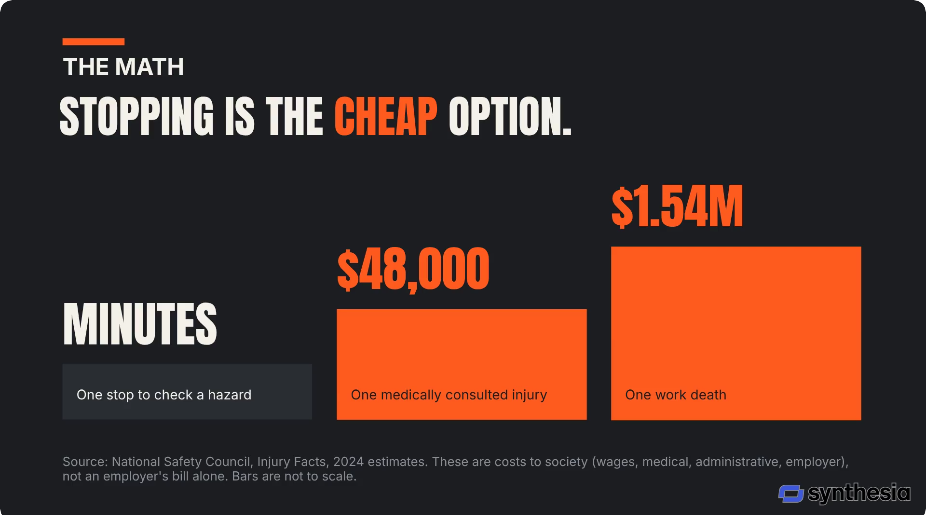 THE MATH
STOPPING IS THE CHEAP OPTION.
MINUTES
One stop to check a hazard
$48,000
One medically consulted injury
$1.54M
One work death
Source: National Safety Council, Injury Facts, 2024 estimates. These are costs to society (wages, medical, administrative, employer),
not an employer's bill alone. Bars are not to scale.
synthesia